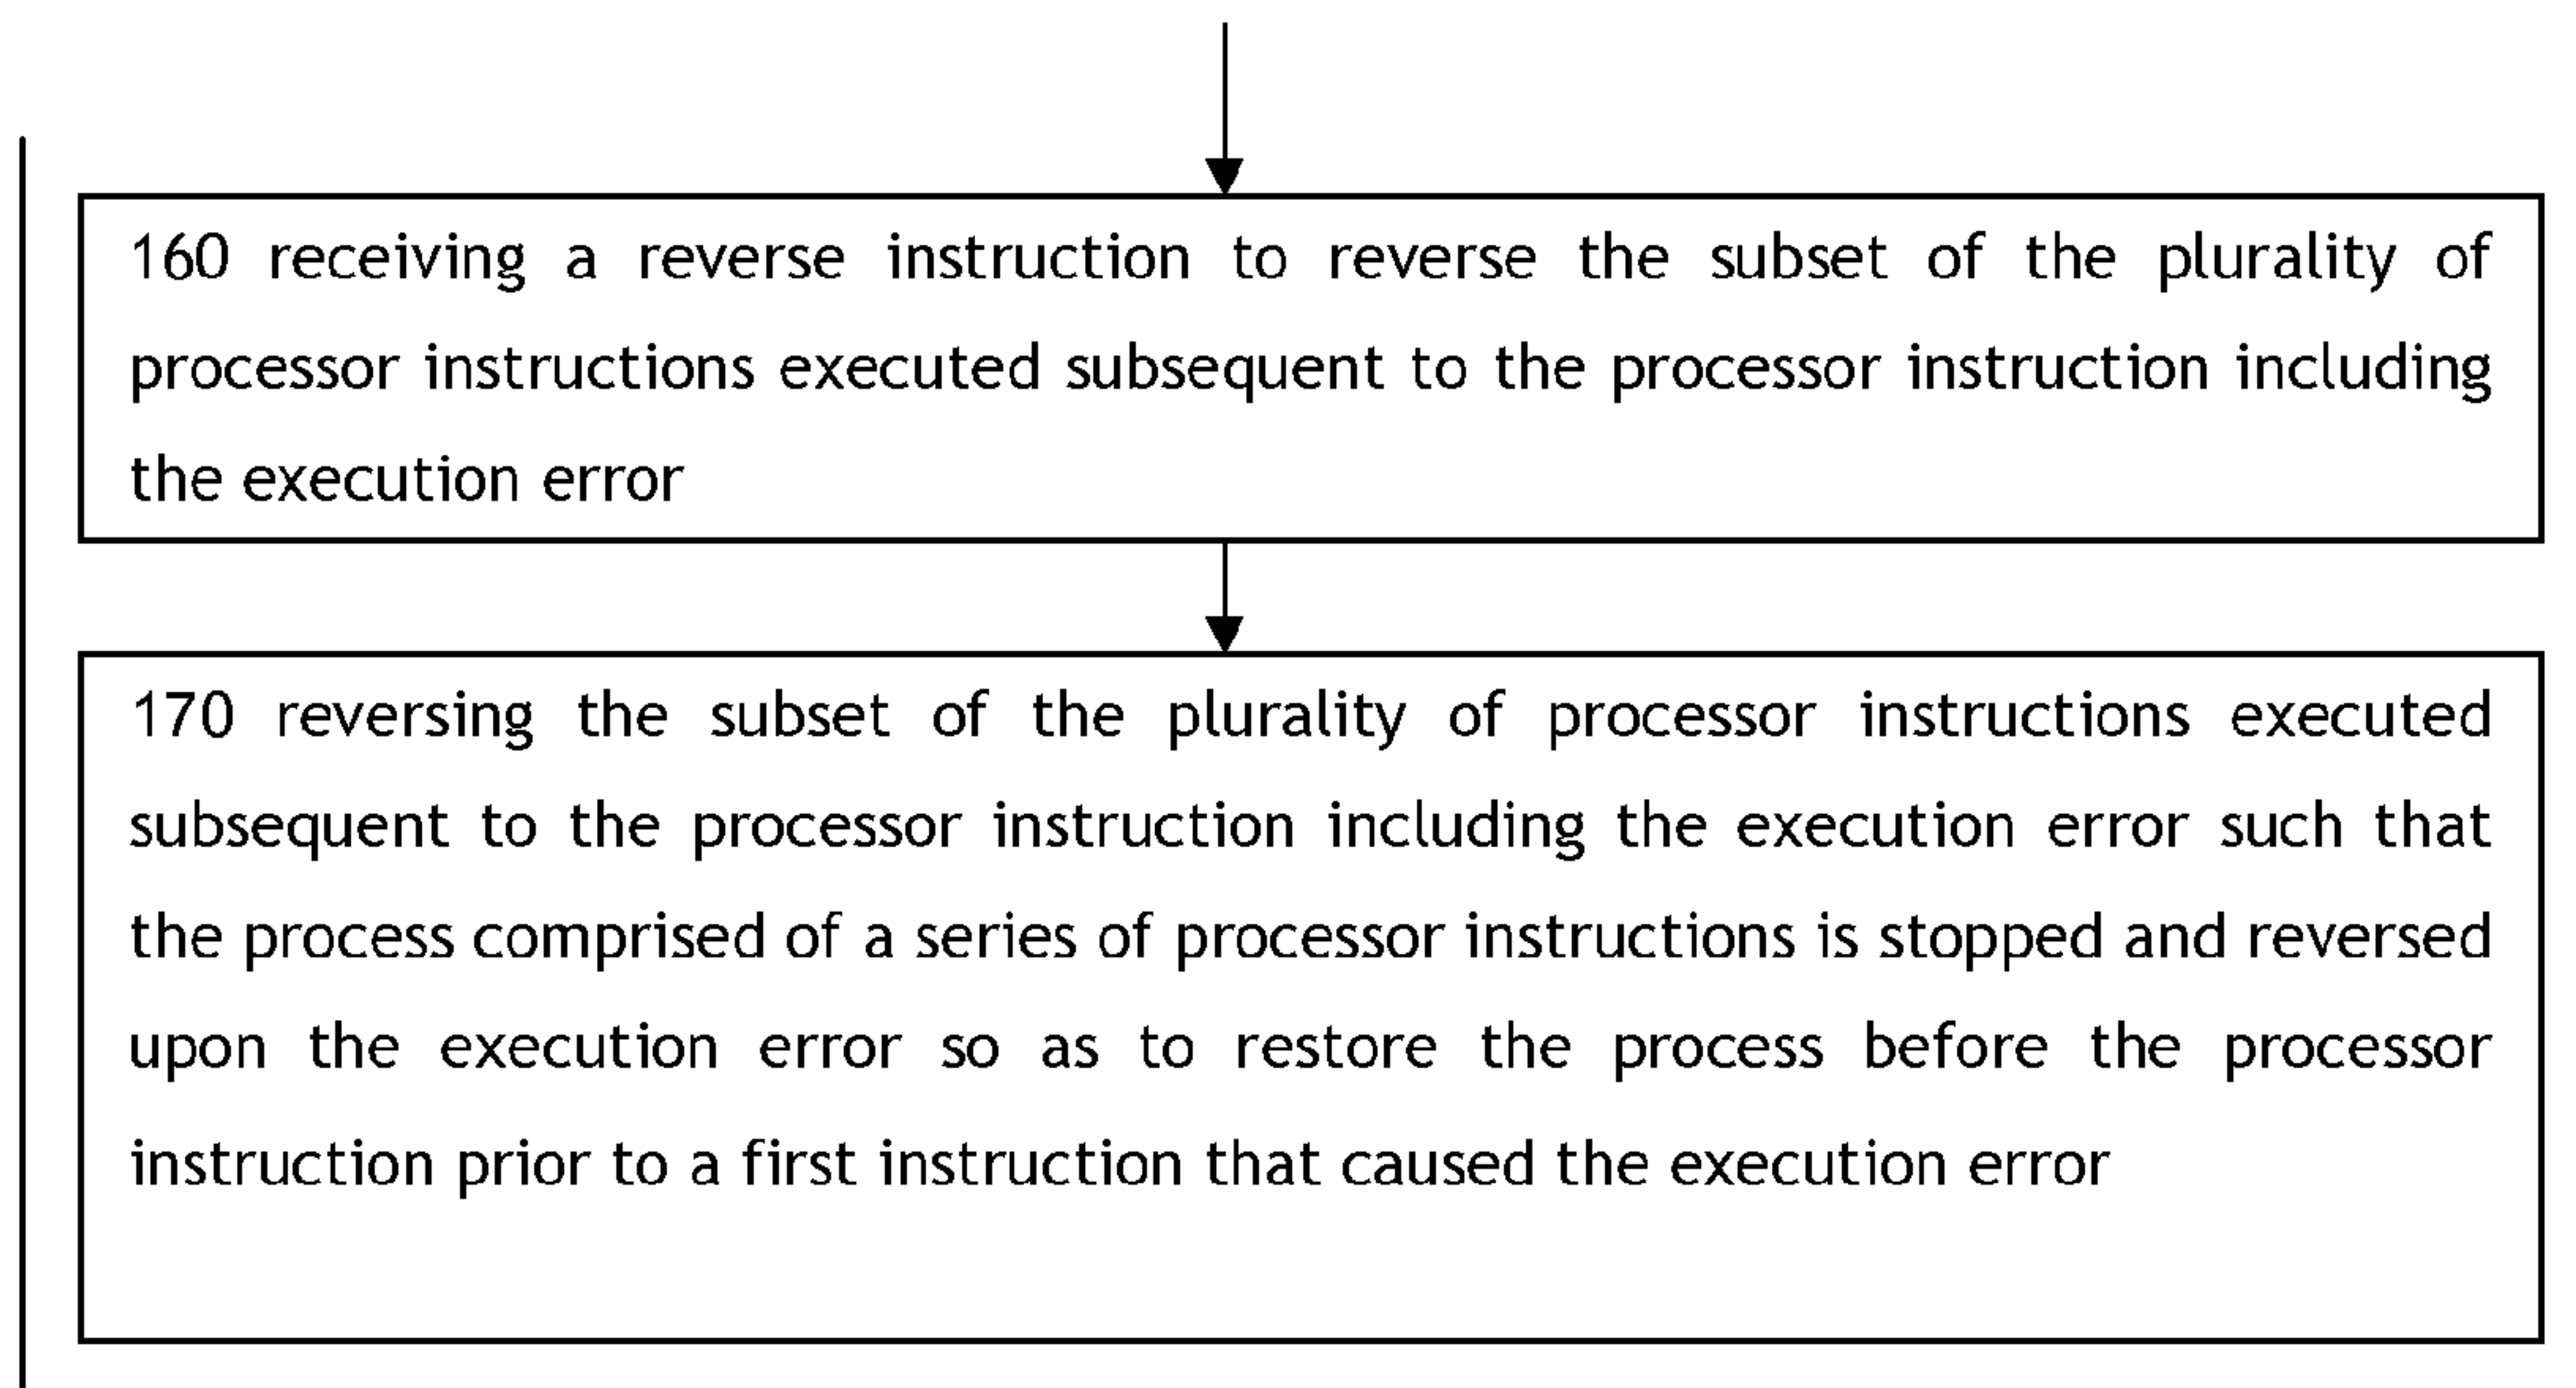 160 receiving a reverse instruction to reverse the subset of the plurality of
processor instructions executed subsequent to the processor instruction including
the execution error
170 reversing the subset of the plurality of processor instructions executed
subsequent to the processor instruction including the execution error such that
the process comprised of a series of processor instructions is stopped and reversed
upon the execution error so as to restore the process before the processor
instruction prior to a first instruction that caused the execution error